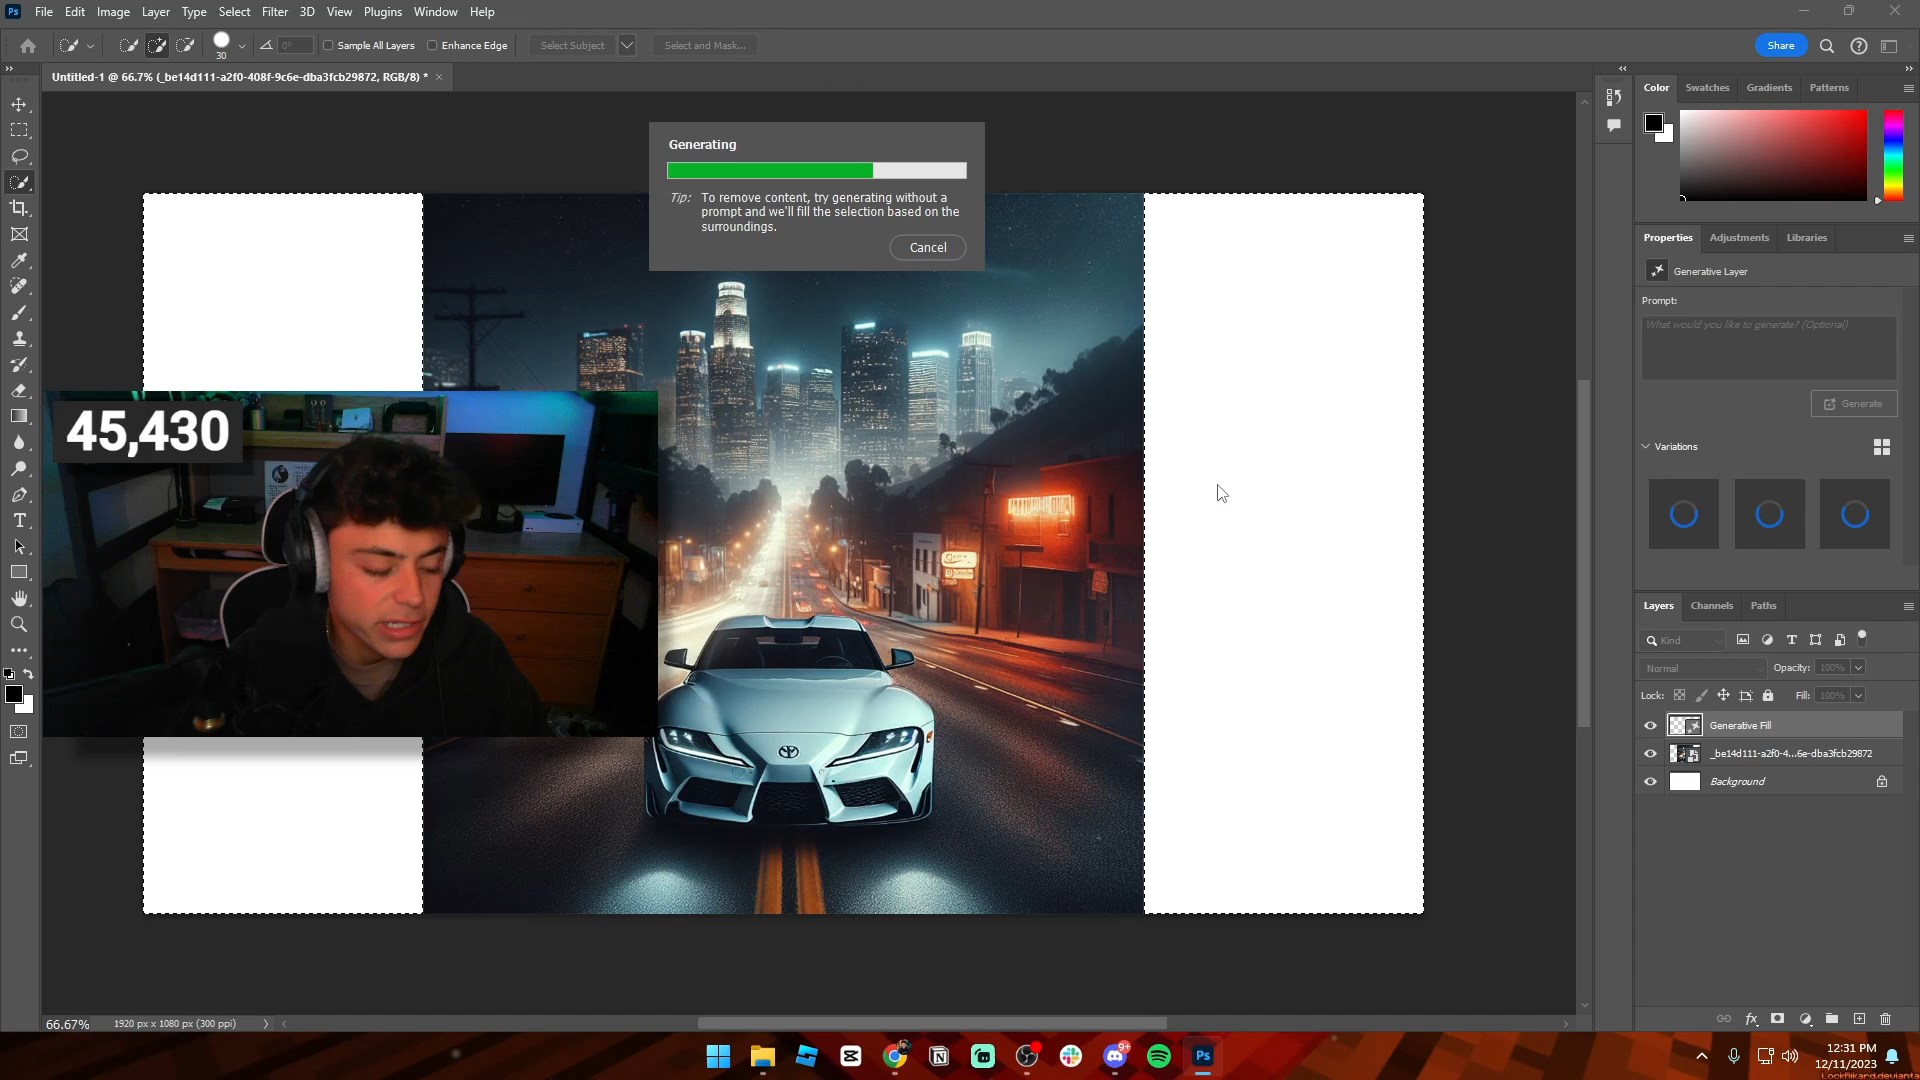 Ps File Edit Image Layer Type Select Filter 3D View Plugins Window Help
30
0°
Sample All Layers
Enhance Edge
Select Subject
Select and Mask...
Share
Untitled-1 @ 66.7% (_be14d111-a2f0-408f-9c6e-dba3fcb29872, RGB/8) *
Generating
Tip: To remove content, try generating without a
prompt and we'll fill the selection based on the
surroundings.
Cancel
45,430
Color Swatches Gradients Patterns
Properties Adjustments Libraries
Generative Layer
Prompt:
What would you like to generate? (Optional)
Generate
Variations
Layers Channels Paths
Kind
Normal
Opacity: 100%
Lock:
Fill: 100%
Generative Fill
_be14d111-a2f0-4...6e-dba3fcb29872
Background
66.67%
1920 px x 1080 px (300 ppi)
9+
Ps
12:31 PM
12/11/2023